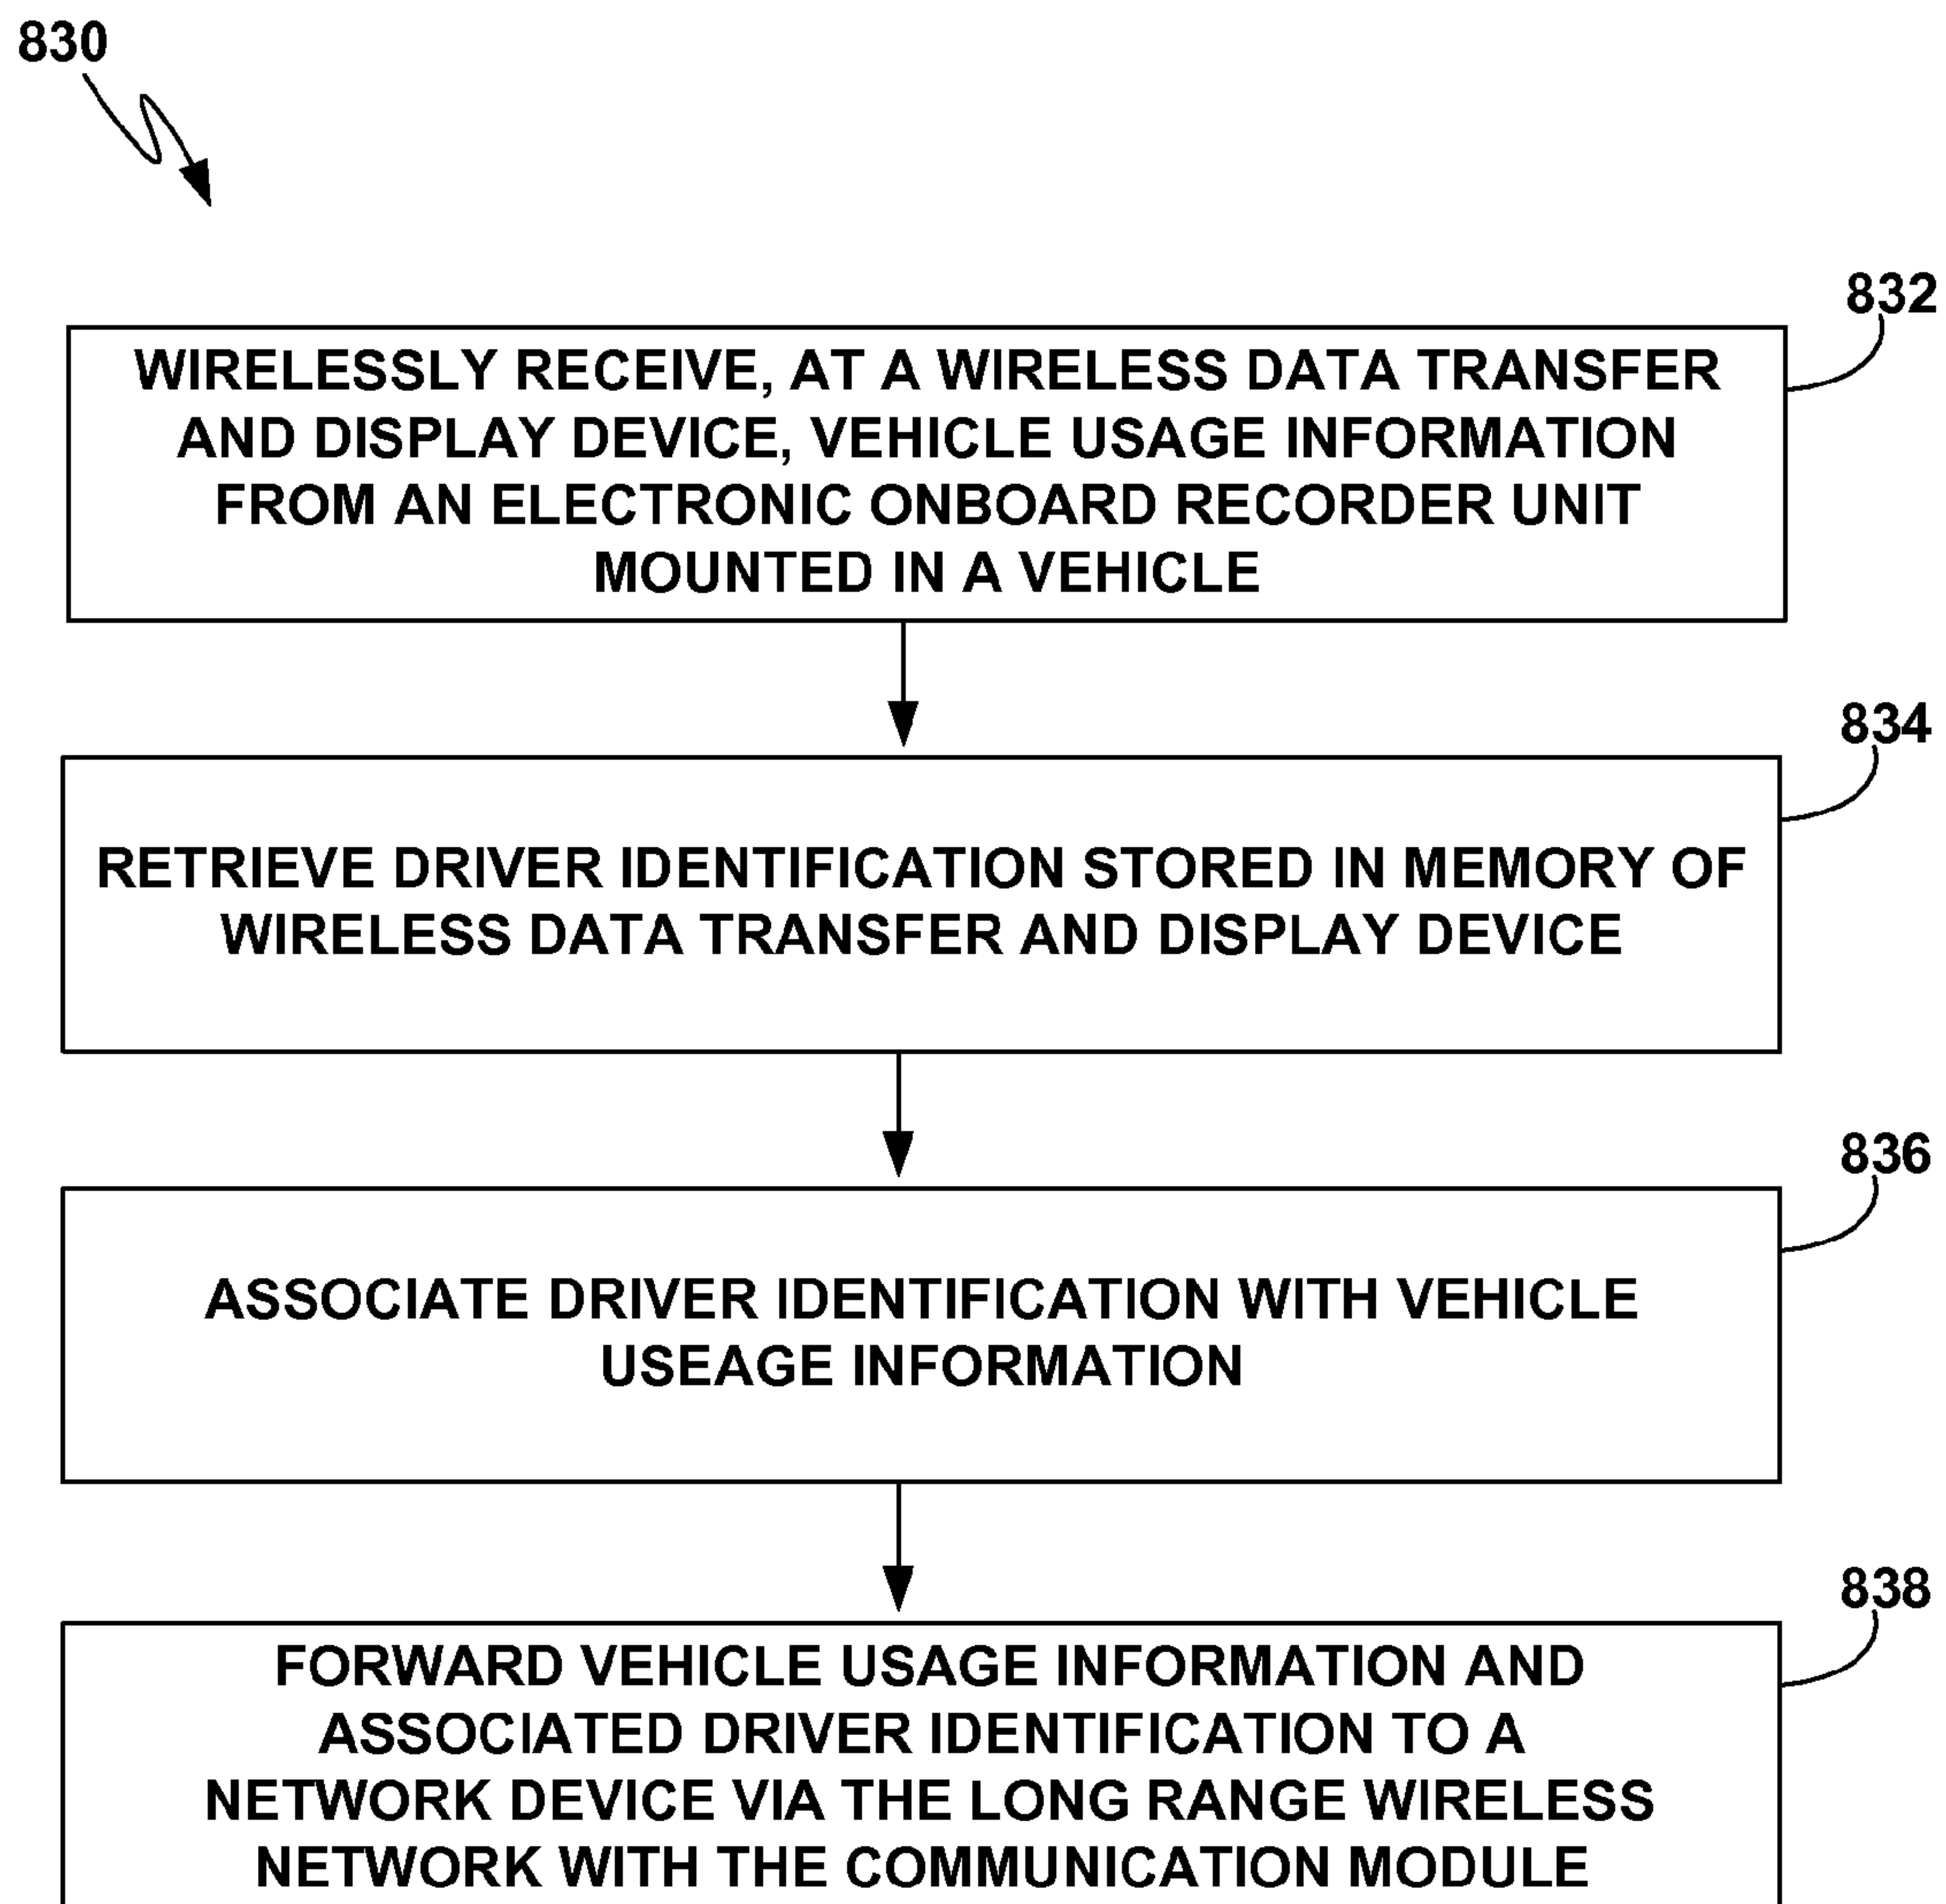 830
832
WIRELESSLY RECEIVE, AT A WIRELESS DATA TRANSFER
AND DISPLAY DEVICE, VEHICLE USAGE INFORMATION
FROM AN ELECTRONIC ONBOARD RECORDER UNIT
MOUNTED IN A VEHICLE
834
RETRIEVE DRIVER IDENTIFICATION STORED IN MEMORY OF
WIRELESS DATA TRANSFER AND DISPLAY DEVICE
836
ASSOCIATE DRIVER IDENTIFICATION WITH VEHICLE
USEAGE INFORMATION
838
FORWARD VEHICLE USAGE INFORMATION AND
ASSOCIATED DRIVER IDENTIFICATION TO A
NETWORK DEVICE VIA THE LONG RANGE WIRELESS
NETWORK WITH THE COMMUNICATION MODULE